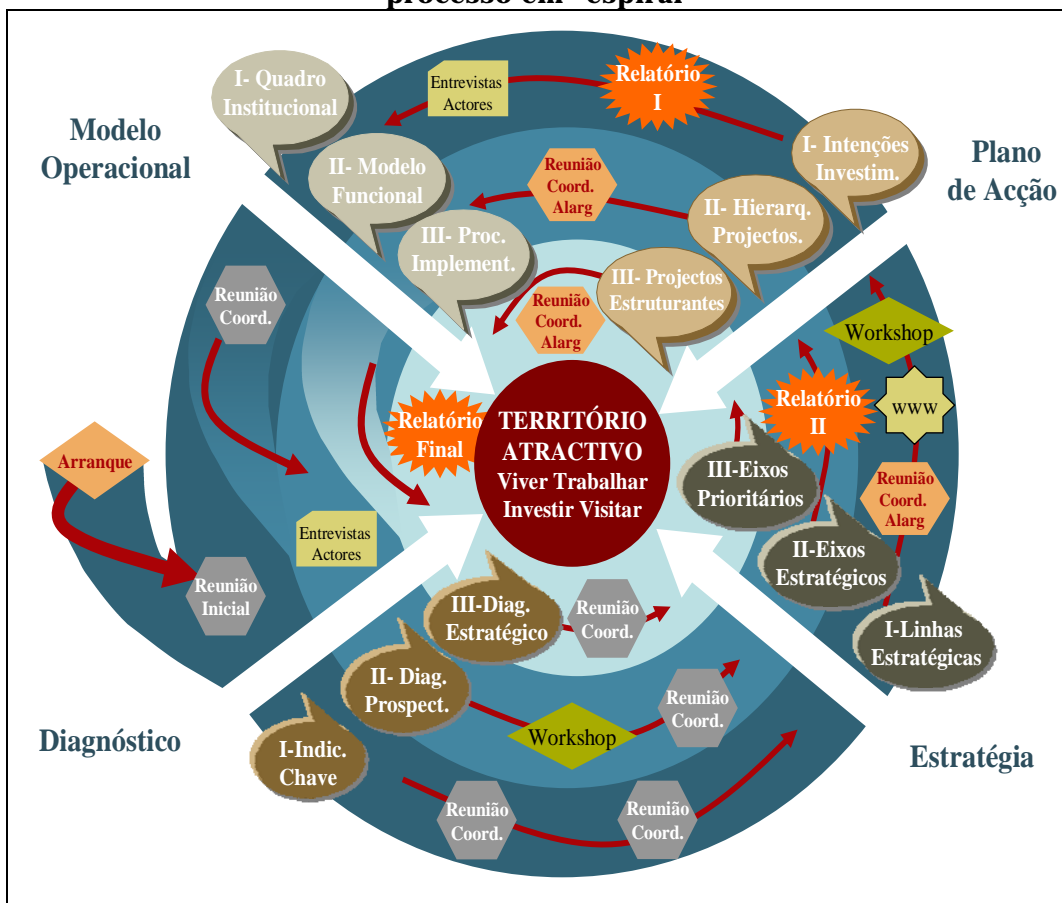 processo em "espiral"
I- Quadro
Institucional
Entrevistas
Actores
Relatório
I
I- Intenções
Investim.
Modelo
Operacional
Plano
de Acção
II- Modelo
Funcional
Reunião
Coord.
Alarg
II- Hierarq.
Projectos.
III- Proc.
Implement.
III- Projectos
Estruturantes
Reunião
Coord.
Reunião
Coord.
Alarg
Workshop
www
Relatório
II
Relatório
Final
TERRITÓRIO
ATRACTIVO
Viver Trabalhar
Investir Visitar
Arranque
III-Eixos
Prioritários
Reunião
Coord.
Alarg
Entrevistas
Actores
II-Eixos
Estratégicos
Reunião
Inicial
III-Diag.
Estratégico
Reunião
Coord.
I-Linhas
Estratégicas
II- Diag.
Prospect.
Reunião
Coord.
Diagnóstico
I-Indic.
Chave
Workshop
Estratégia
Reunião
Coord.
Reunião
Coord.